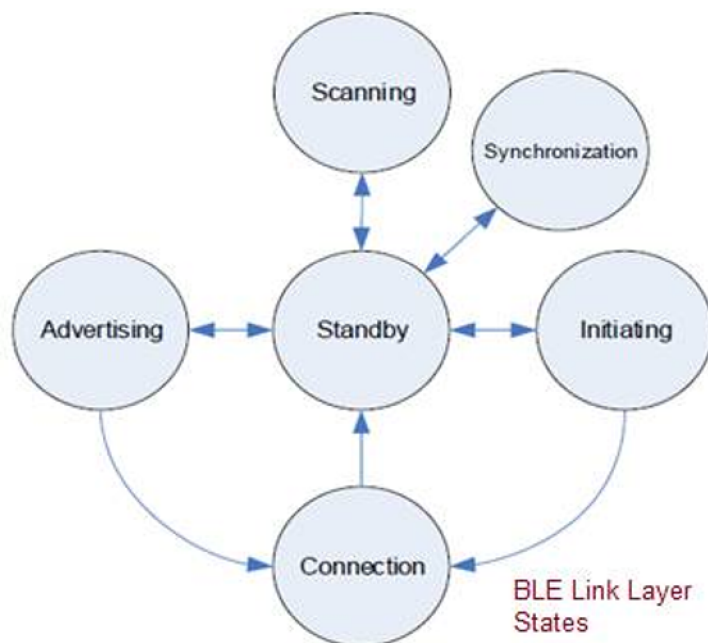 Scanning
Synchronization
Advertising
Standby
Initiating
Connection
BLE Link Layer
States